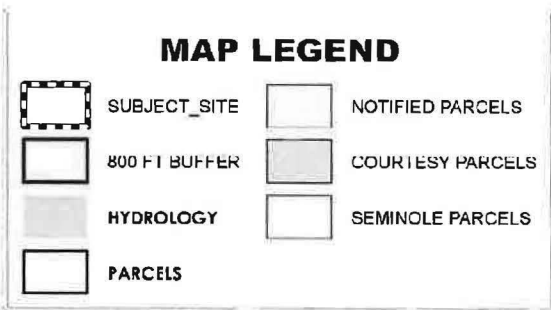 MAP LEGEND
SUBJECT_SITE
800 FT BUFFER
HYDROLOGY
PARCELS
NOTIFIED PARCELS
COURTESY PARCELS
SEMINOLE PARCELS